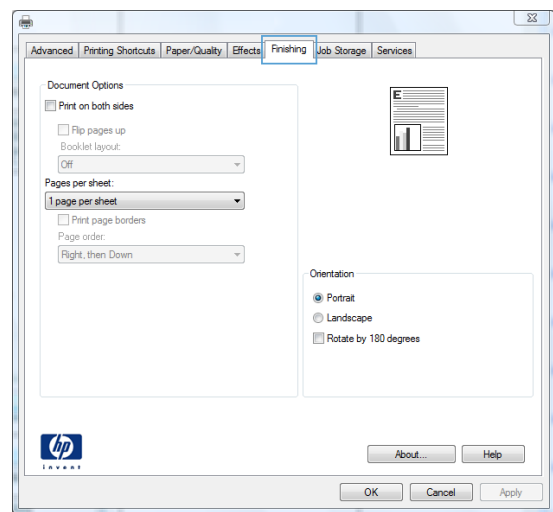 Advanced Printing Shortcuts Paper/Quality Effects Finishing Job Storage Services
Document Options
Print on both sides
Flip pages up
Booklet layout:
Off
Pages per sheet:
1 page per sheet
Print page borders
Page order:
Right, then Down
E
Orientation
Portrait
Landscape
Rotate by 180 degrees
hp
invent
About... Help
OK Cancel Apply